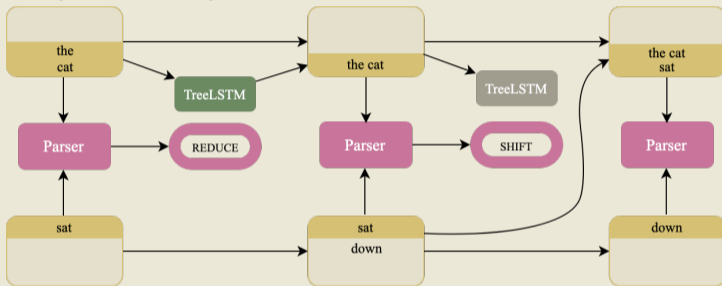 the
cat
TreeLSTM
the cat
TreeLSTM
the cat
sat
Parser
REDUCE
Parser
SHIFT
Parser
sat
sat
down
down